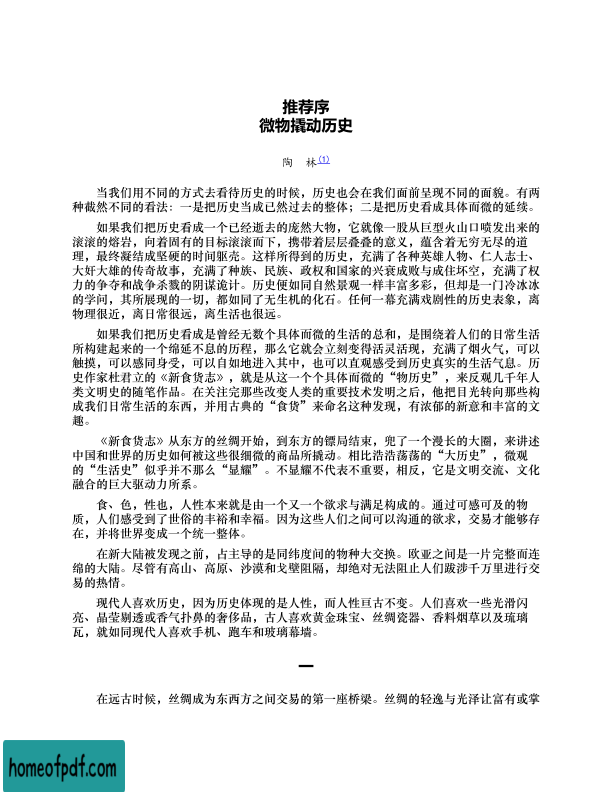 推荐序
微物撬动历史
陶　林(1)
当我们用不同的方式去看待历史的时候，历史也会在我们面前呈现不同的面貌。有两
种截然不同的看法：一是把历史当成已然过去的整体；二是把历史看成具体而微的延续。
如果我们把历史看成一个已经逝去的庞然大物，它就像一股从巨型火山口喷发出来的
滚滚的熔岩，向着固有的目标滚滚而下，携带着层层叠叠的意义，蕴含着无穷无尽的道
理，最终凝结成坚硬的时间躯壳。这样所得到的历史，充满了各种英雄人物、仁人志士、
大奸大雄的传奇故事，充满了种族、民族、政权和国家的兴衰成败与成住坏空，充满了权
力的争夺和战争杀戮的阴谋诡计。历史便如同自然景观一样丰富多彩，但却是一门冷冰冰
的学问，其所展现的一切，都如同了无生机的化石。任何一幕充满戏剧性的历史表象，离
物理很近，离日常很远，离生活也很远。
如果我们把历史看成是曾经无数个具体而微的生活的总和，是围绕着人们的日常生活
所构建起来的一个绵延不息的历程，那么它就会立刻变得活灵活现，充满了烟火气，可以
触摸，可以感同身受，可以自如地进入其中，也可以直观感受到历史真实的生活气息。历
史作家杜君立的《新食货志》，就是从这一个个具体而微的“物历史”，来反观几千年人
类文明史的随笔作品。在关注完那些改变人类的重要技术发明之后，他把目光转向那些构
成我们日常生活的东西，并用古典的“食货”来命名这种发现，有浓郁的新意和丰富的文
趣。
《新食货志》从东方的丝绸开始，到东方的镖局结束，兜了一个漫长的大圈，来讲述
中国和世界的历史如何被这些很细微的商品所撬动。相比浩浩荡荡的“大历史”，微观
的“生活史”似乎并不那么“显耀”。不显耀不代表不重要，相反，它是文明交流、文化
融合的巨大驱动力所系。
食、色，性也，人性本来就是由一个又一个欲求与满足构成的。通过可感可及的物
质，人们感受到了世俗的丰裕和幸福。因为这些人们之间可以沟通的欲求，交易才能够存
在，并将世界变成一个统一整体。
在新大陆被发现之前，占主导的是同纬度间的物种大交换。欧亚之间是一片完整而连
绵的大陆。尽管有高山、高原、沙漠和戈壁阻隔，却绝对无法阻止人们跋涉千万里进行交
易的热情。
现代人喜欢历史，因为历史体现的是人性，而人性亘古不变。人们喜欢一些光滑闪
亮、晶莹剔透或香气扑鼻的奢侈品，古人喜欢黄金珠宝、丝绸瓷器、香料烟草以及琉璃
瓦，就如同现代人喜欢手机、跑车和玻璃幕墙。
一
在远古时候，丝绸成为东西方之间交易的第一座桥梁。丝绸的轻逸与光泽让富有或掌
homeofpdf.com